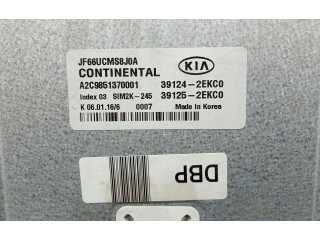 JF66UCMS8J0A
CONTINENTAL
KIA
A2C9851370001 39124-2EKC0
Index 03 SIM2K-245 39125-2EKC0
K 06.01.16/6 0007 Made in Korea
DBP